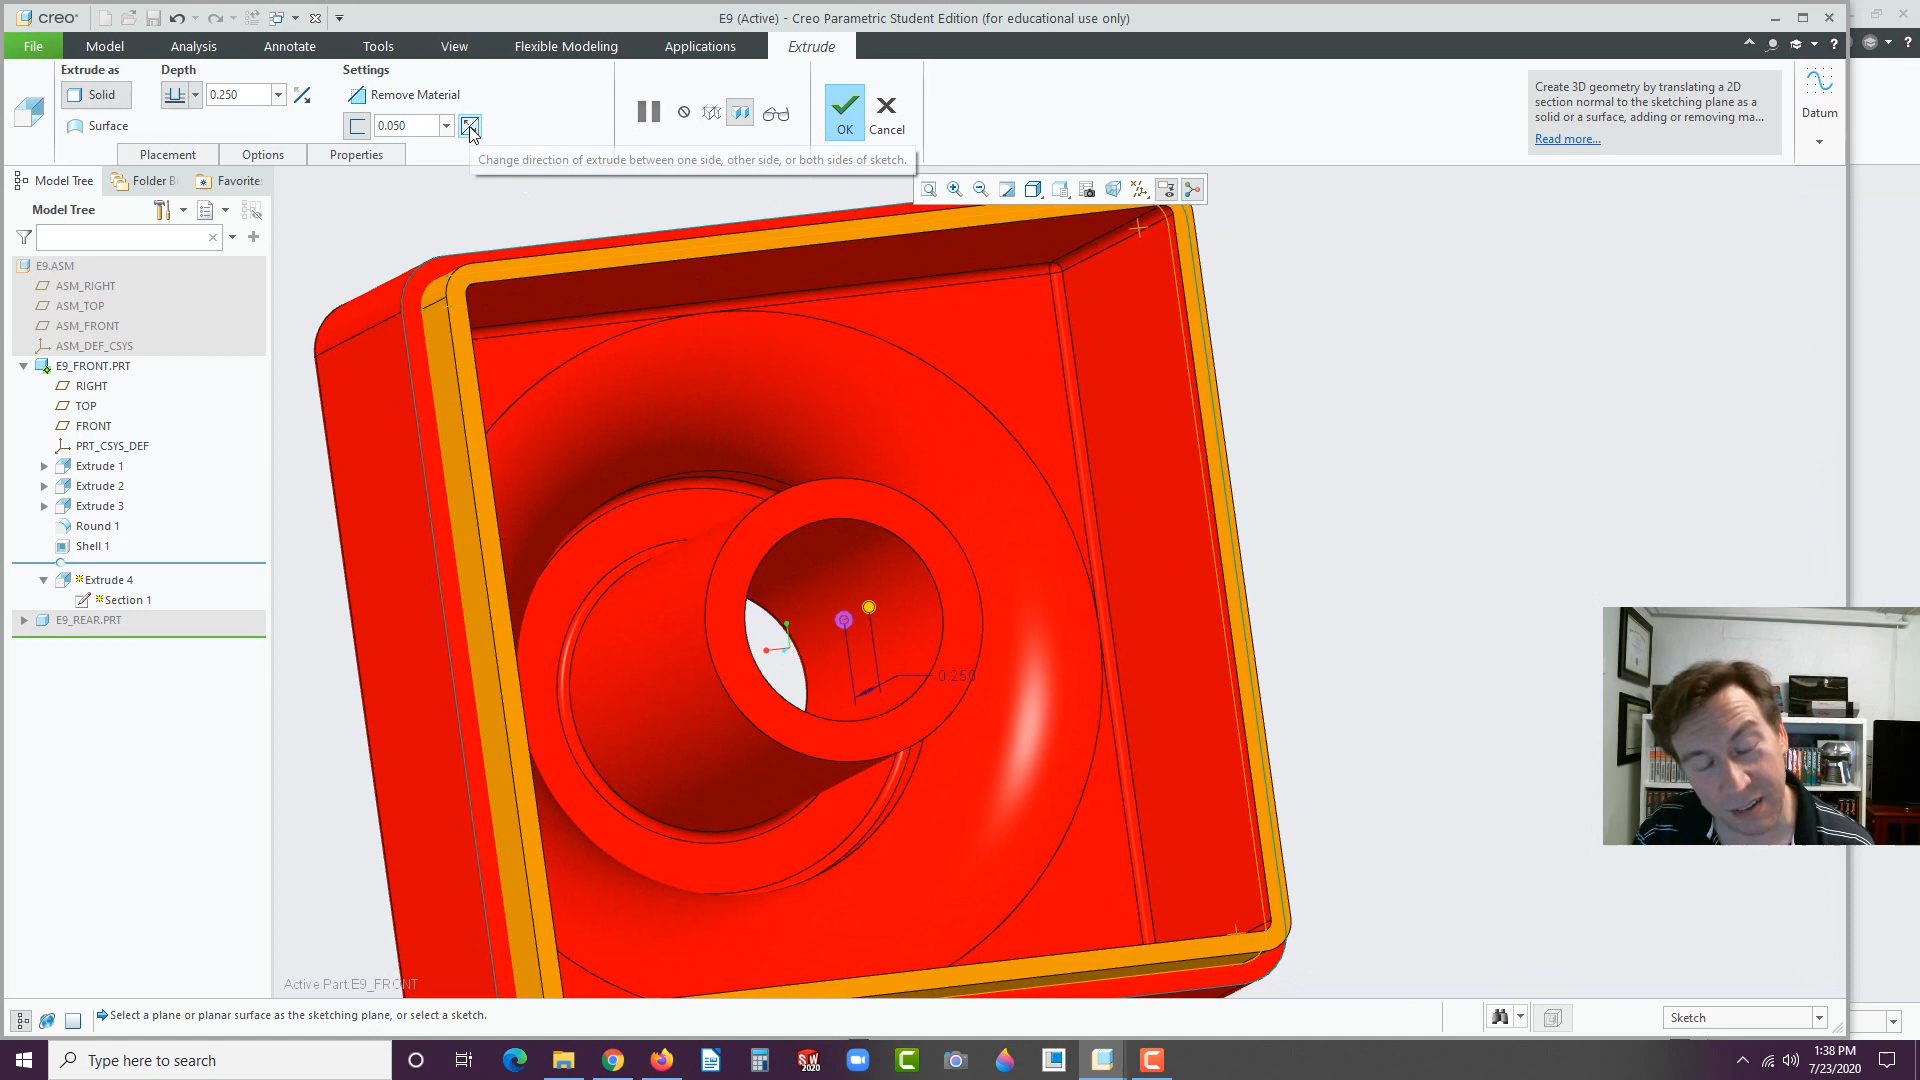 creo
E9 (Active) - Creo Parametric Student Edition (for educational use only)
File
Model
Analysis
Annotate
Tools
View
Flexible Modeling
Applications
Extrude
Extrude as
Solid
Surface
Depth
0.250
Settings
Remove Material
0.050
OK
Cancel
Create 3D geometry by translating a 2D
section normal to the sketching plane as a
solid or a surface, adding or removing ma...
Read more...
Datum
Placement
Options
Properties
Change direction of extrude between one side, other side, or both sides of sketch.
Model Tree
Folder B
Favorite
Model Tree
E9.ASM
ASM_RIGHT
ASM_TOP
ASM_FRONT
ASM_DEF_CSYS
E9_FRONT.PRT
RIGHT
TOP
FRONT
PRT_CSYS_DEF
Extrude 1
Extrude 2
Extrude 3
Round 1
Shell 1
Extrude 4
Section 1
E9_REAR.PRT
0.250
Active Part:E9_FRONT
Select a plane or planar surface as the sketching plane, or select a sketch.
Sketch
Type here to search
SW
2020
1:38 PM
7/23/2020